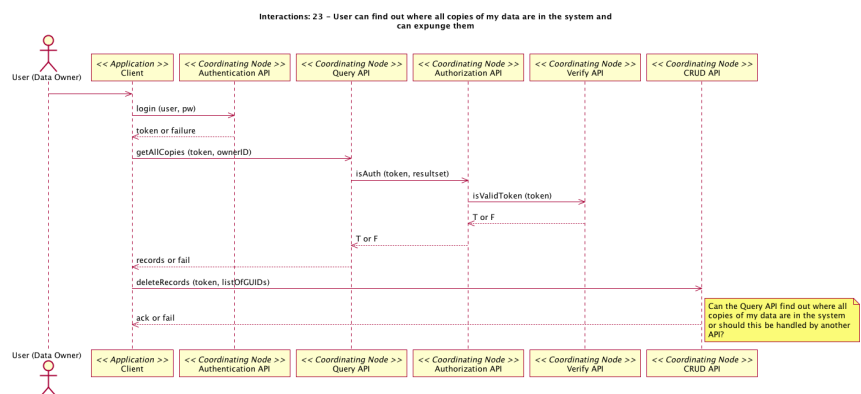 Interactions: 23 - User can find out where all copies of my data are in the system and
can expunge them
User (Data Owner)
<< Application >>
Client
<< Coordinating Node >>
Authentication API
<< Coordinating Node >>
Query API
<< Coordinating Node >>
Authorization API
<< Coordinating Node >>
Verify API
<< Coordinating Node >>
CRUD API
login (user, pw)
token or failure
getAllCopies (token, ownerID)
isAuth (token, resultset)
isValidToken (token)
T or F
T or F
records or fail
deleteRecords (token, listOfGUIDs)
Can the Query API find out where all
copies of my data are in the system
or should this be handled by another
API?
ack or fail
User (Data Owner)
<< Application >>
Client
<< Coordinating Node >>
Authentication API
<< Coordinating Node >>
Query API
<< Coordinating Node >>
Authorization API
<< Coordinating Node >>
Verify API
<< Coordinating Node >>
CRUD API